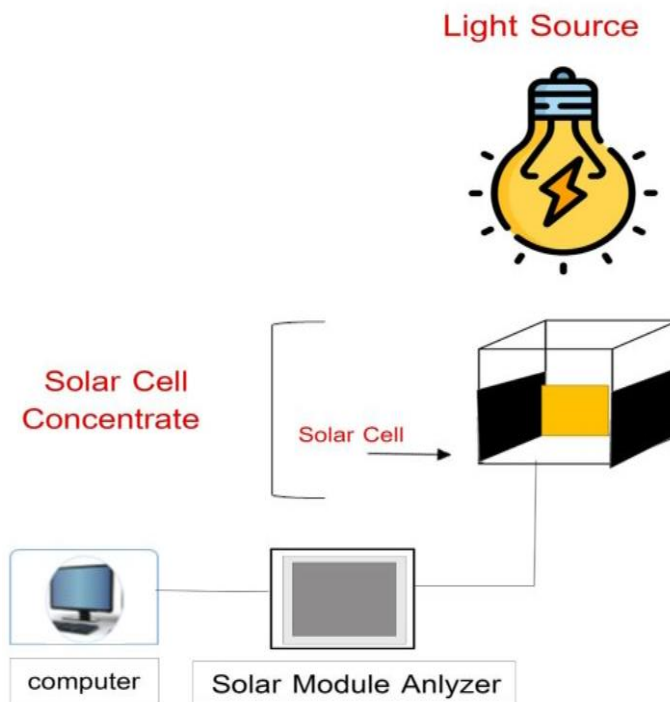 Light Source
Solar Cell
Concentrate
Solar Cell
computer
Solar Module Anlyzer